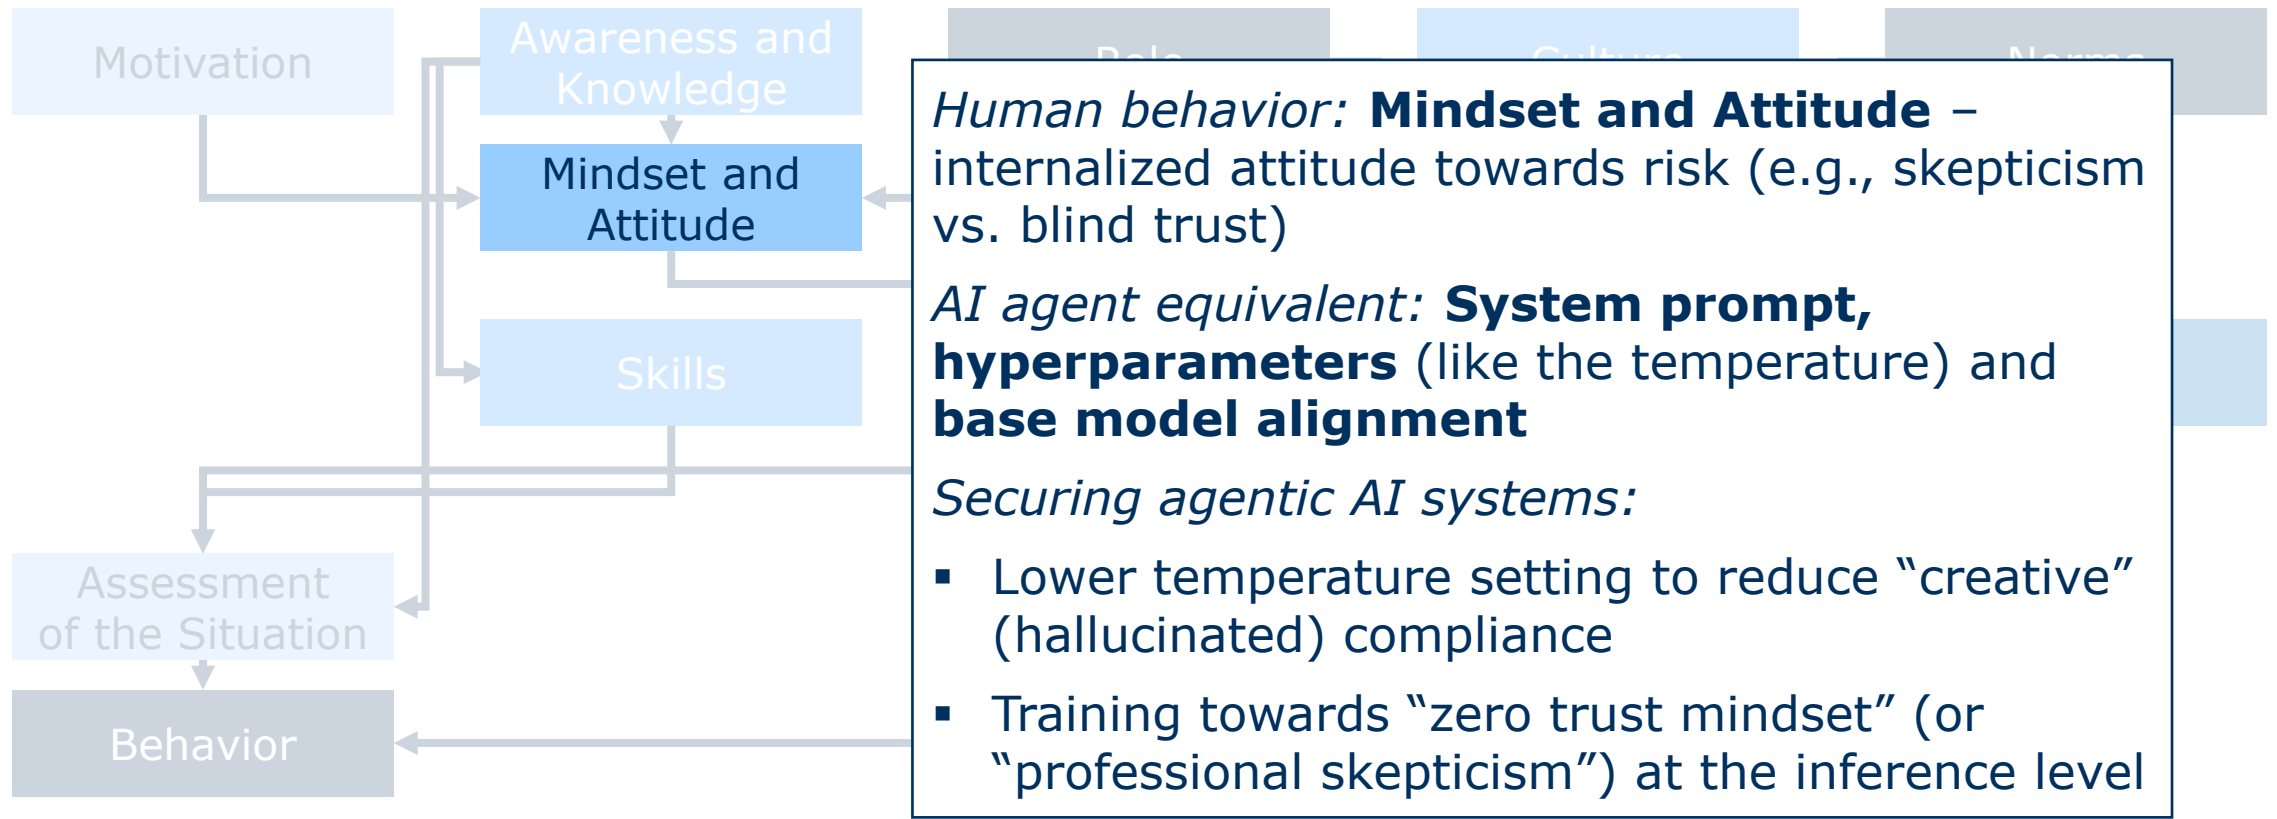 Motivation
Awareness and
Knowledge
Role
Culture
Norms
Mindset and
Attitude
Skills
Assessment
of the Situation
Behavior
Human behavior: Mindset and Attitude –
internalized attitude towards risk (e.g., skepticism
vs. blind trust)
AI agent equivalent: System prompt,
hyperparameters (like the temperature) and
base model alignment
Securing agentic AI systems:
▪ Lower temperature setting to reduce “creative”
(hallucinated) compliance
▪ Training towards “zero trust mindset” (or
“professional skepticism”) at the inference level